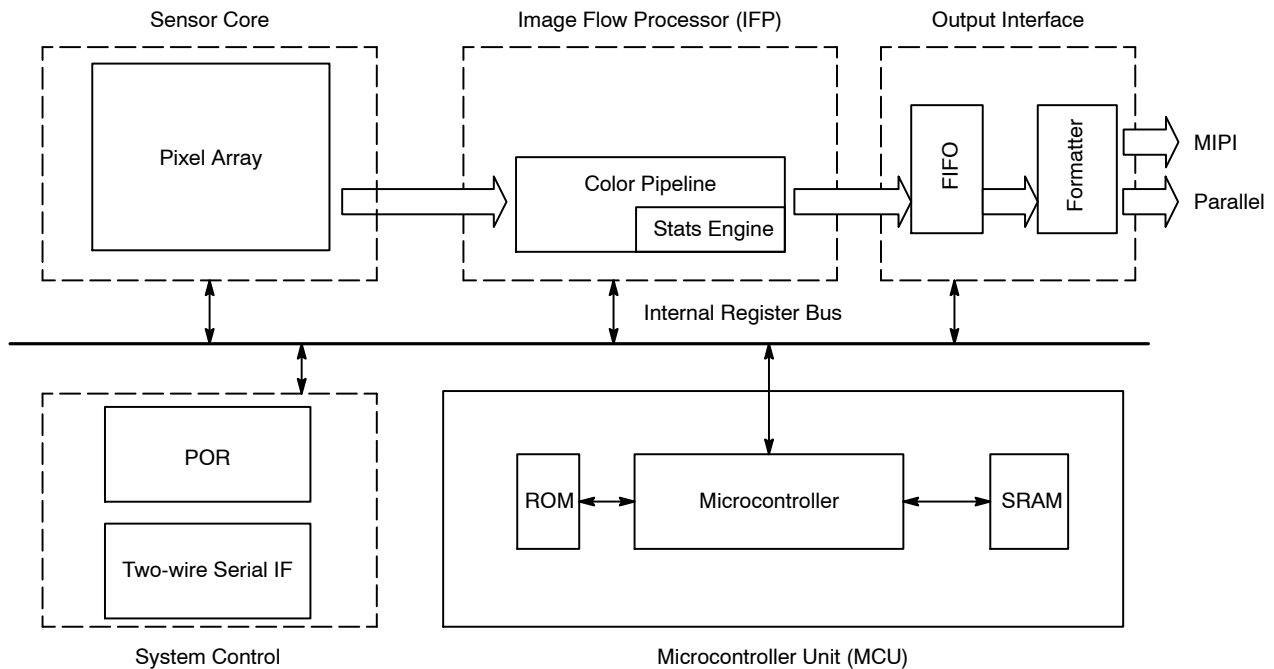 Sensor Core
Image Flow Processor (IFP)
Output Interface
Pixel Array
Color Pipeline
Stats Engine
FIFO
Formatter
MIPI
Parallel
Internal Register Bus
POR
Two-wire Serial IF
ROM
Microcontroller
SRAM
System Control
Microcontroller Unit (MCU)